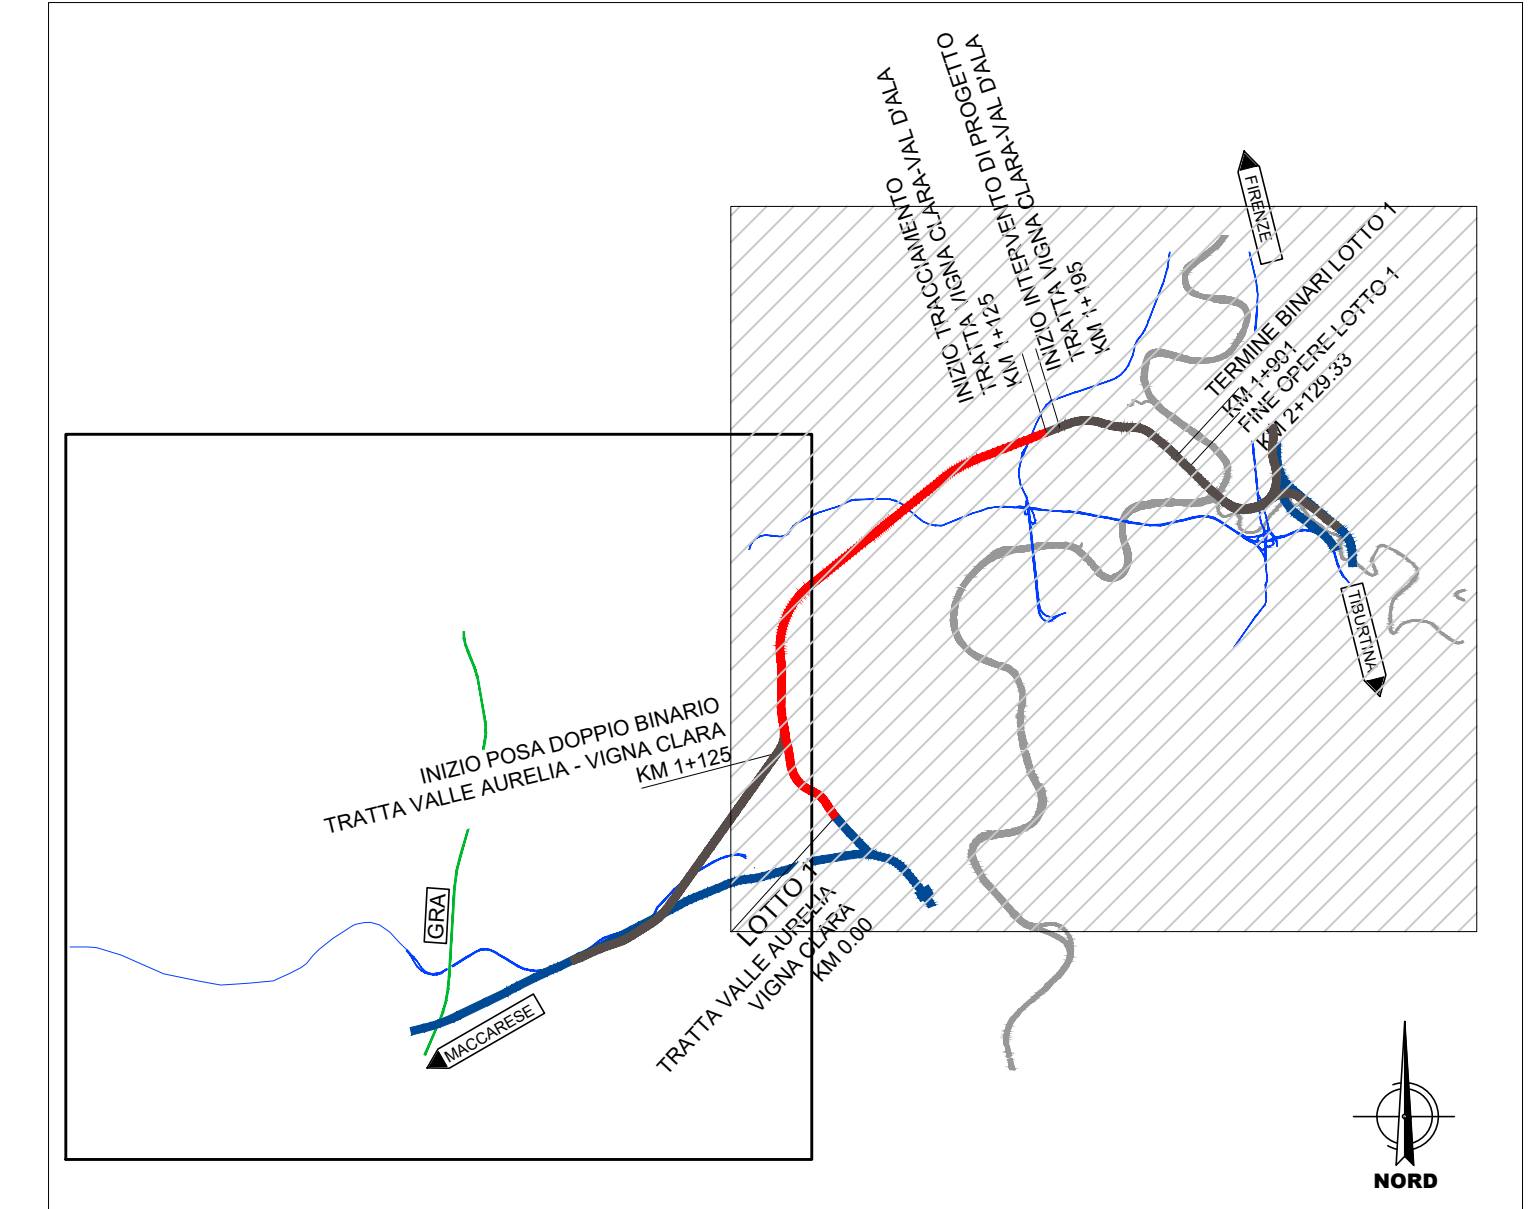 INIZIO TRACCIAMENTO
TRATTA VIGNA CLARA-VAL D'ALA
KM 1+125
INIZIO INTERVENTO DI PROGETTO
TRATTA VIGNA CLARA-VAL D'ALA
KM 1+195
FIRENZE
TERMINE BINARI LOTTO 1
KM 1+901
FINE OPERE LOTTO 1
KM 2+129.33
TIBURTINA
INIZIO POSA DOPPIO BINARIO
TRATTA VALLE AURELIA - VIGNA CLARA
KM 1+125
GRA
MACCARESE
LOTTO 1
TRATTA VALLE AURELIA
VIGNA CLARA
KM 0.00
NORD